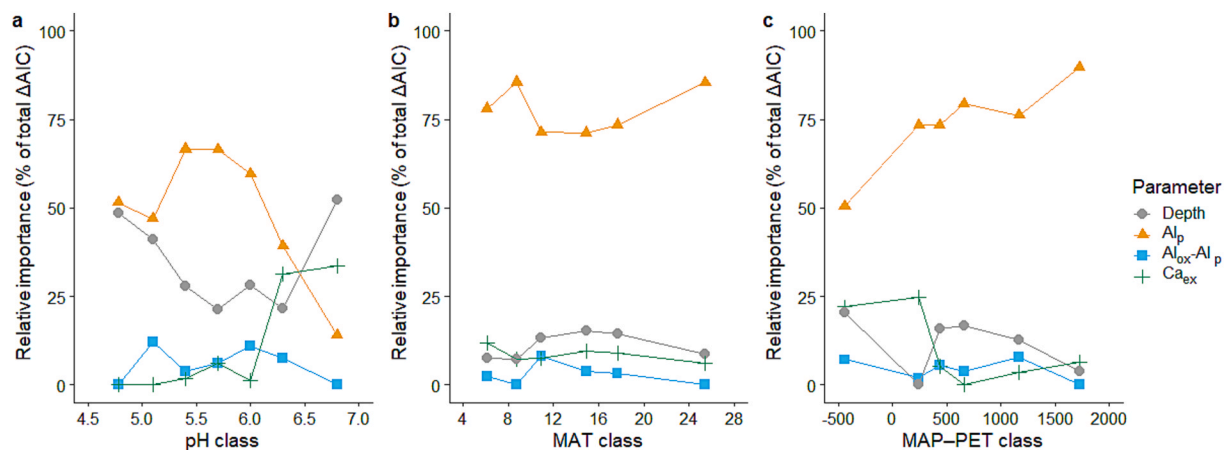 a
Relative importance (% of total ΔAIC)
100
75
50
25
0
4.5 5.0 5.5 6.0 6.5 7.0
pH class
b
Relative importance (% of total ΔAIC)
100
75
50
25
0
4 8 12 16 20 24 28
MAT class
c
Relative importance (% of total ΔAIC)
100
75
50
25
0
-500 0 500 1000 1500 2000
MAP–PET class
Parameter
Depth
Alp
Alox-Alp
Caex